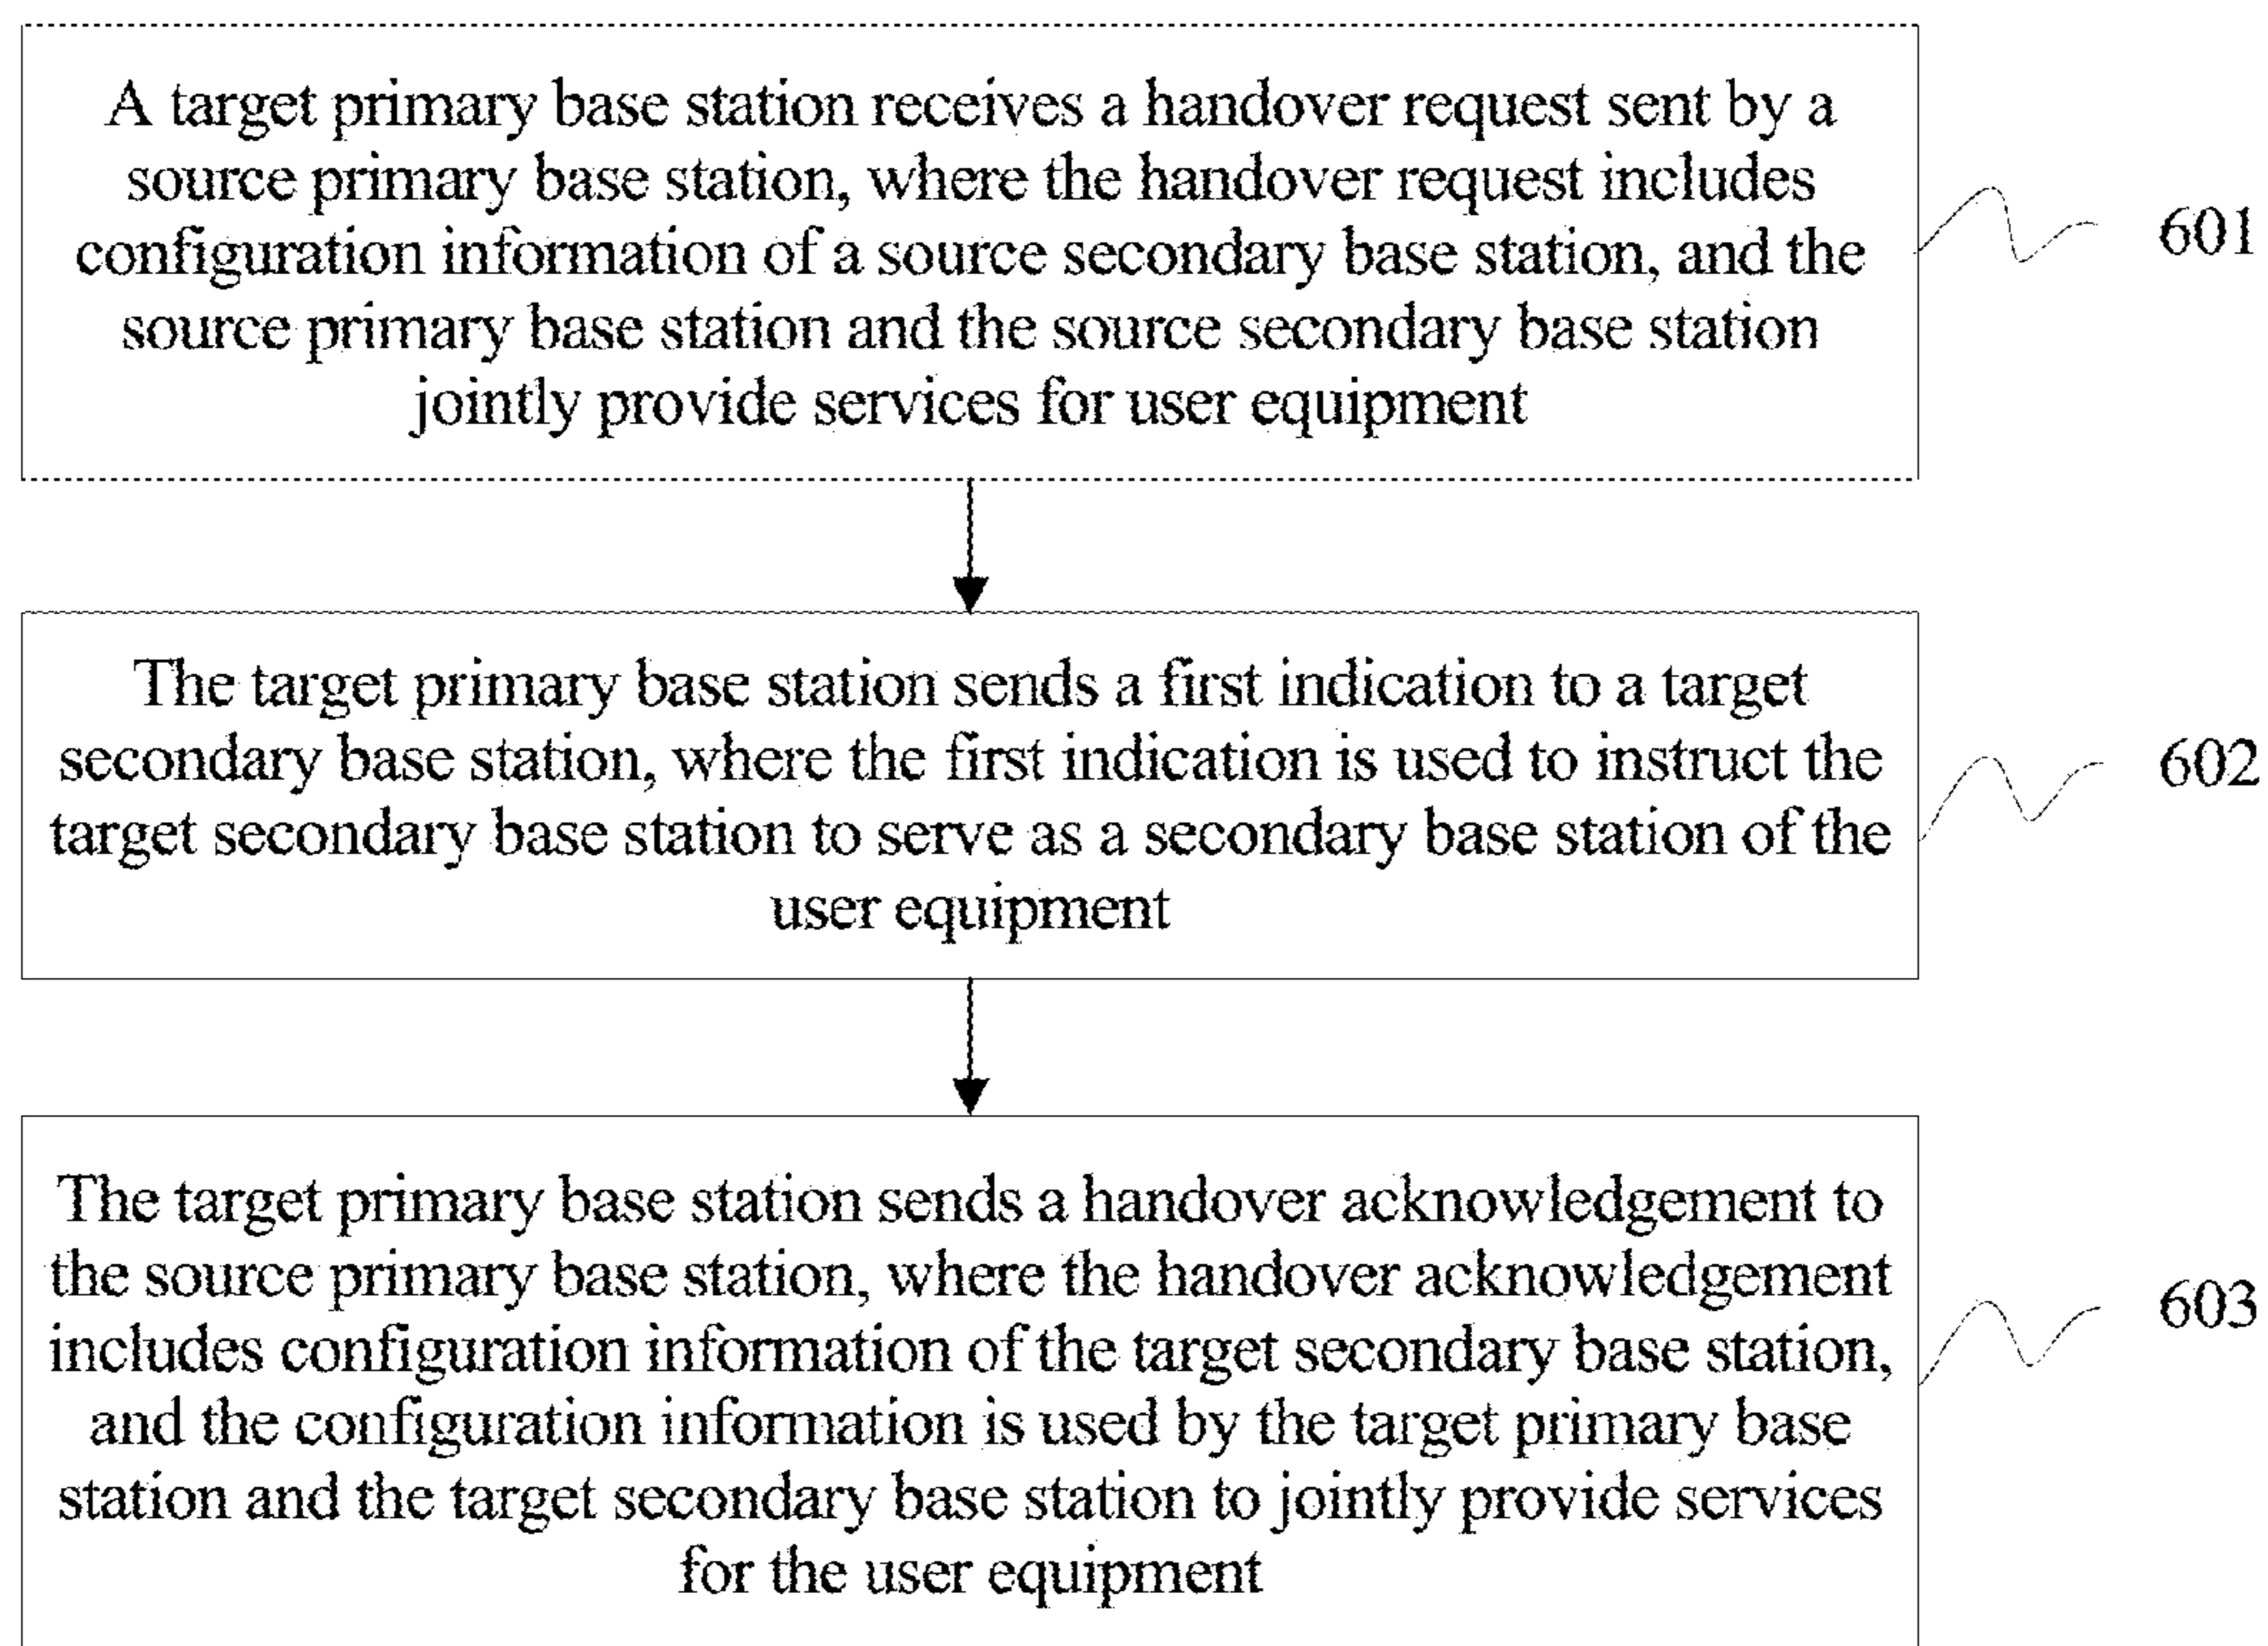 A target primary base station receives a handover request sent by a
source primary base station, where the handover request includes
configuration information of a source secondary base station, and the
source primary base station and the source secondary base station
jointly provide services for user equipment
601
The target primary base station sends a first indication to a target
secondary base station, where the first indication is used to instruct the
target secondary base station to serve as a secondary base station of the
user equipment
602
The target primary base station sends a handover acknowledgement to
the source primary base station, where the handover acknowledgement
includes configuration information of the target secondary base station,
and the configuration information is used by the target primary base
station and the target secondary base station to jointly provide services
for the user equipment
603